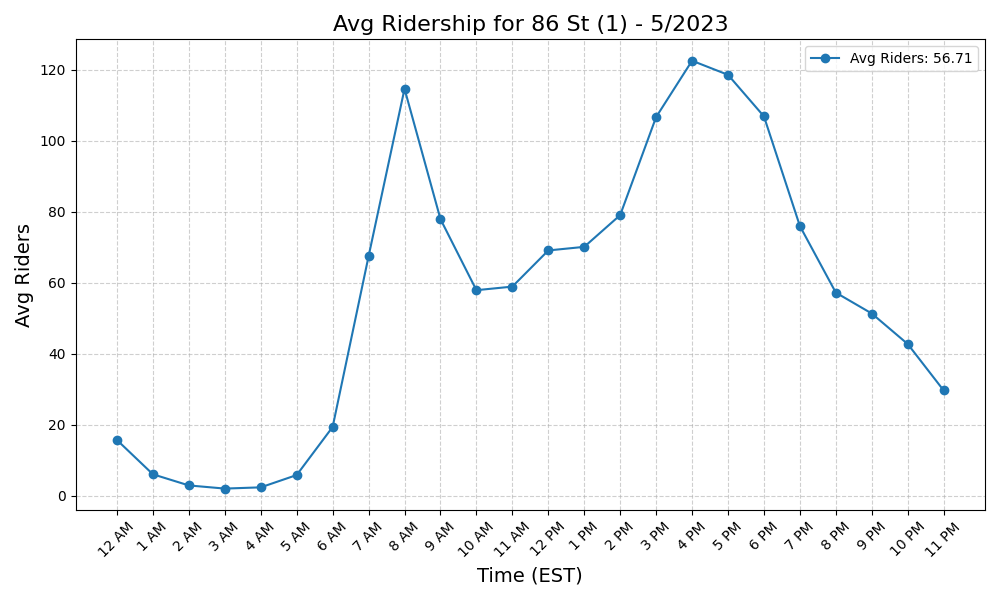 Avg Ridership for 86 St (1) - 5/2023
Avg Riders: 56.71
Avg Riders
120
100
80
60
40
20
0
12 AM
1 AM
2 AM
3 AM
4 AM
5 AM
6 AM
7 AM
8 AM
9 AM
10 AM
11 AM
12 PM
1 PM
2 PM
3 PM
4 PM
5 PM
6 PM
7 PM
8 PM
9 PM
10 PM
11 PM
Time (EST)